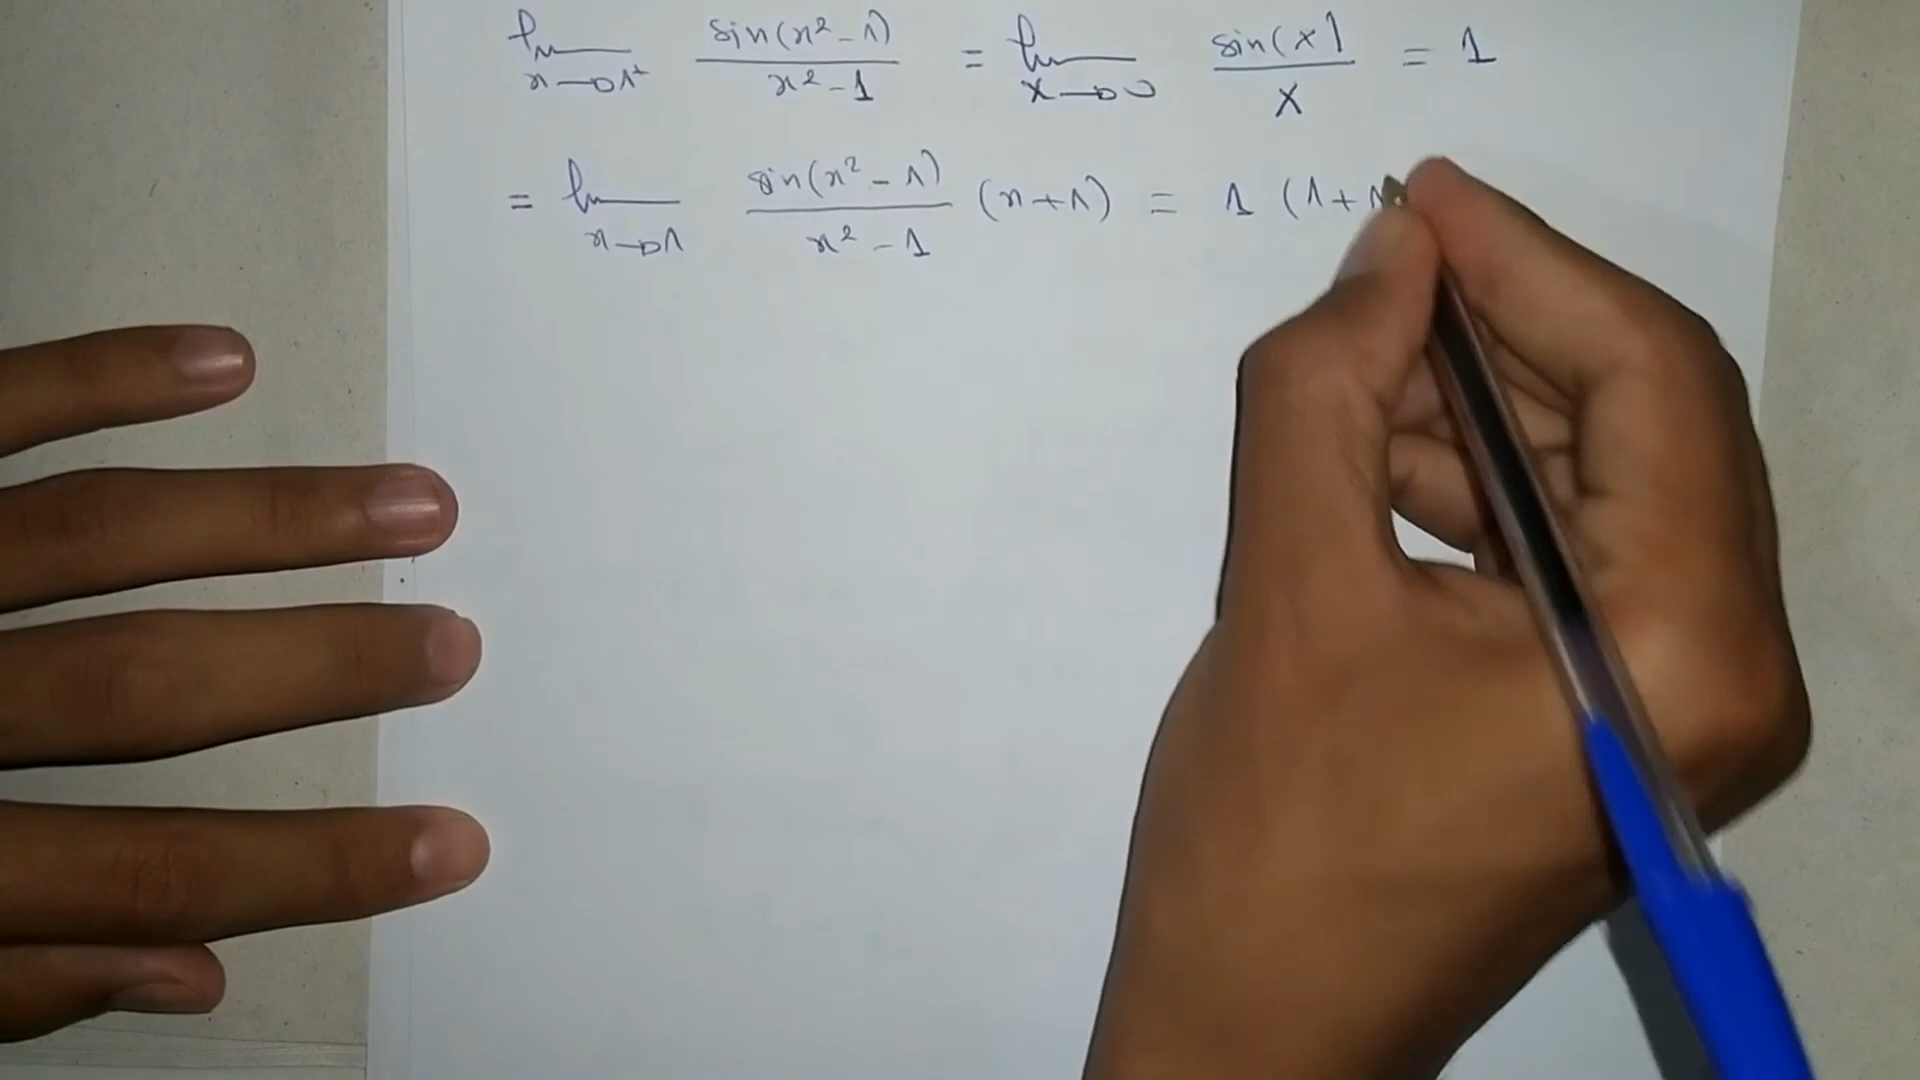 lim x→1⁺ sin(x²-1)/(x²-1) = lim X→0 sin(X)/X = 1
= lim x→1 sin(x²-1)/(x²-1) (x+1) = 1 (1+1